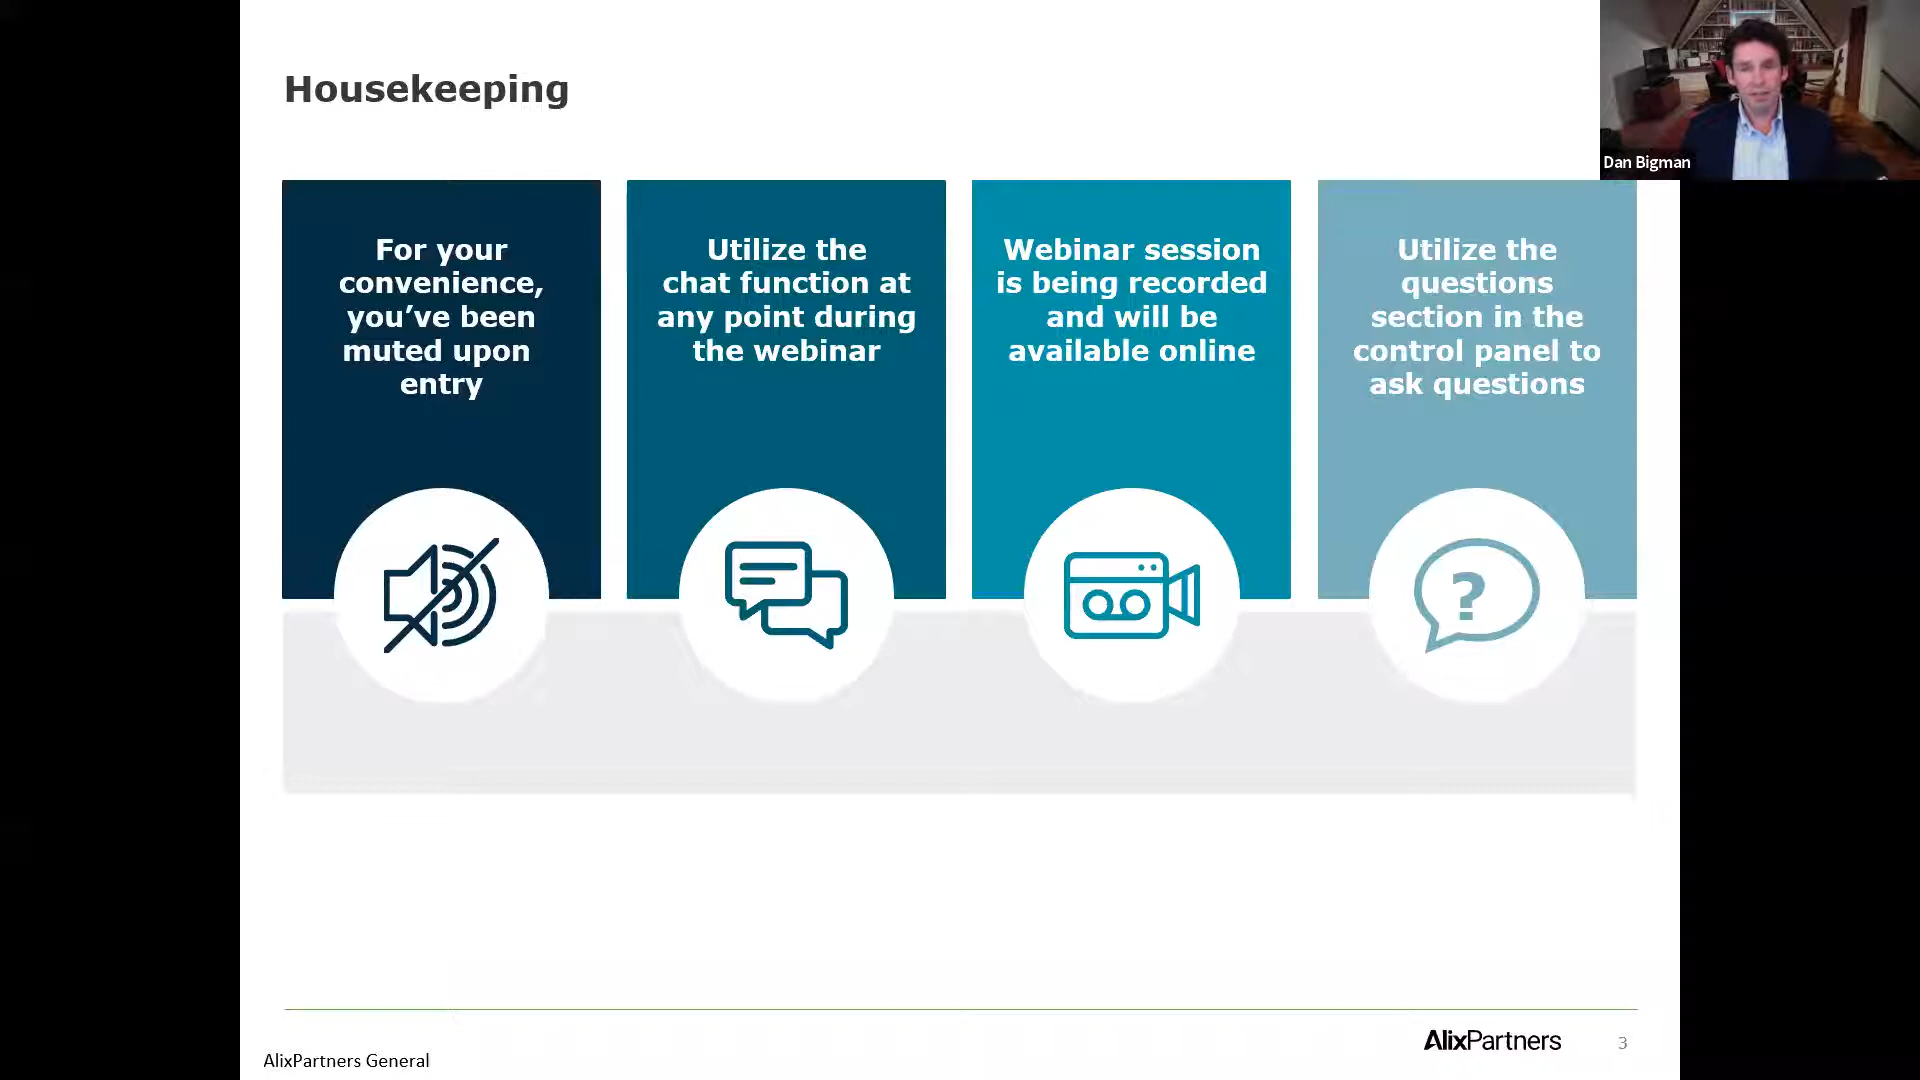 Housekeeping
Dan Bigman
For your
convenience,
you’ve been
muted upon
entry
Utilize the
chat function at
any point during
the webinar
Webinar session
is being recorded
and will be
available online
Utilize the
questions
section in the
control panel to
ask questions
?
AlixPartners
3
AlixPartners General